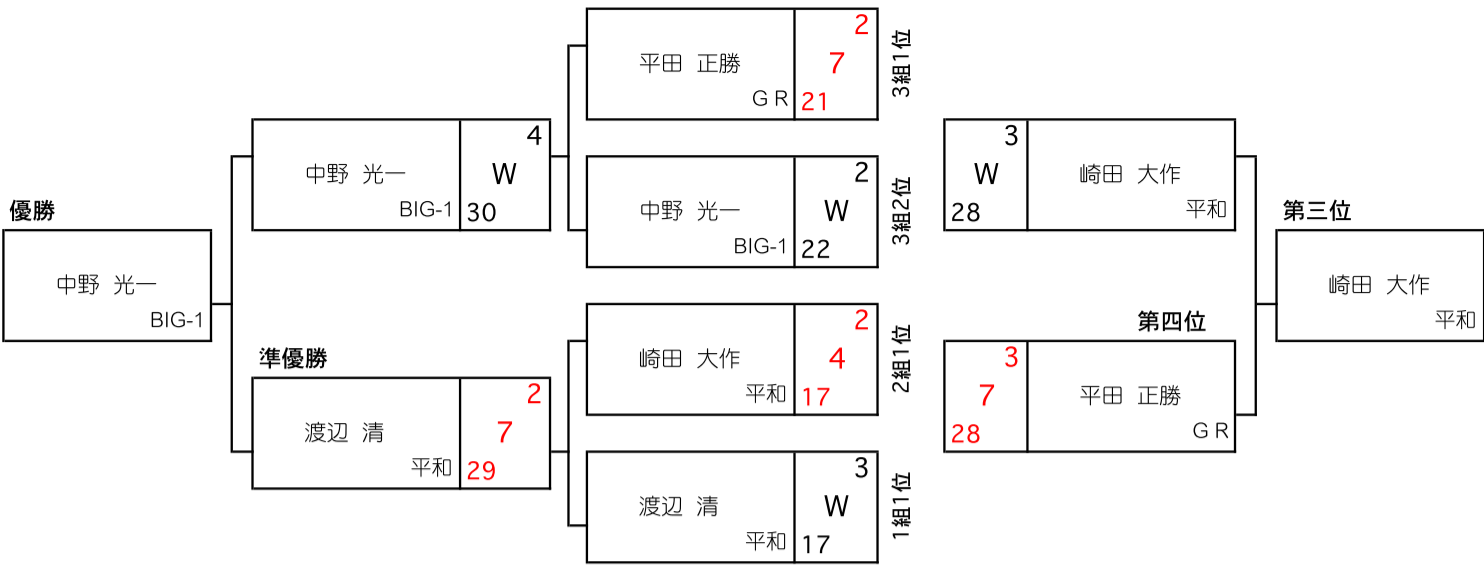 優勝
中野 光一
BIG-1
中野 光一
BIG-1
4
W
30
準優勝
渡辺 清
平和
2
7
29
平田 正勝
G R
2
7
21
3組1位
中野 光一
BIG-1
2
W
22
3組2位
崎田 大作
平和
2
4
17
2組1位
渡辺 清
平和
3
W
17
1組1位
3
W
28
崎田 大作
平和
第四位
3
7
28
平田 正勝
G R
第三位
崎田 大作
平和